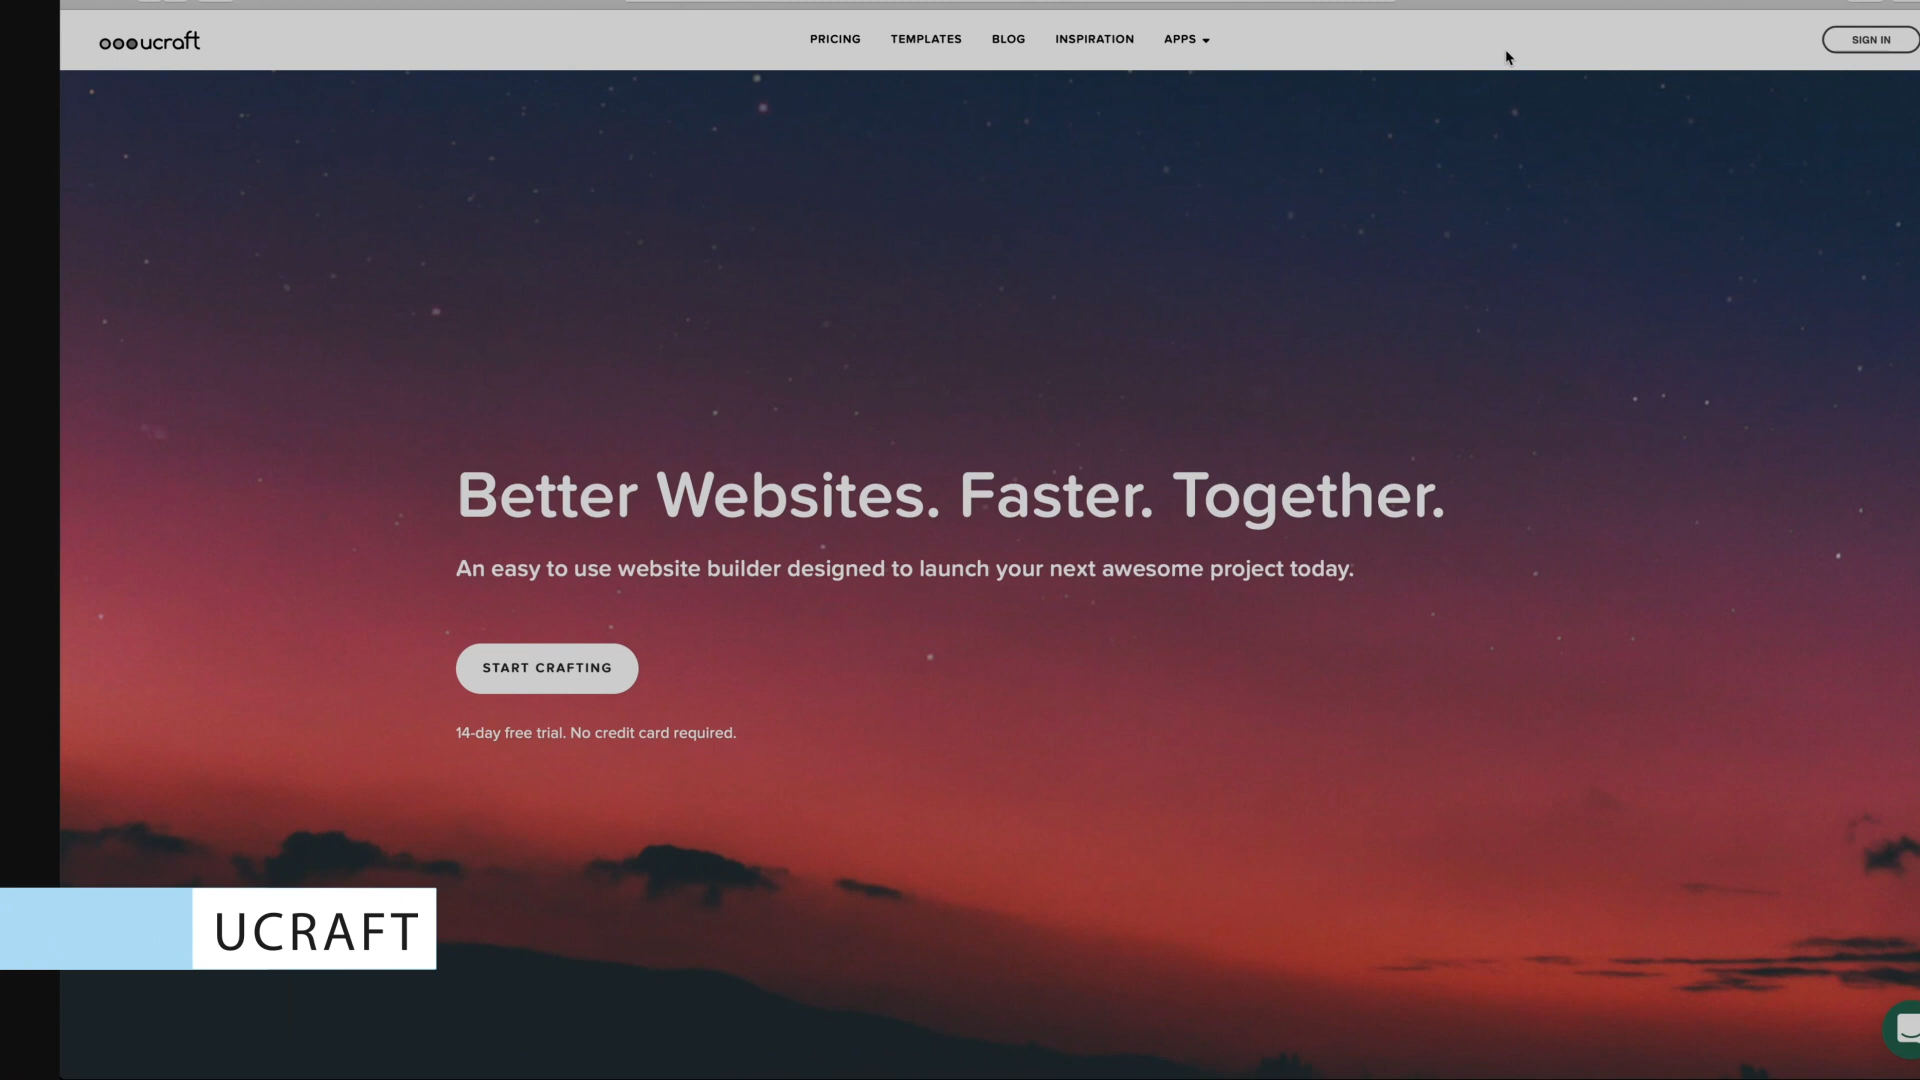 ucraft
PRICING TEMPLATES BLOG INSPIRATION APPS
SIGN IN
Better Websites. Faster. Together.
An easy to use website builder designed to launch your next awesome project today.
START CRAFTING
14-day free trial. No credit card required.
UCRAFT